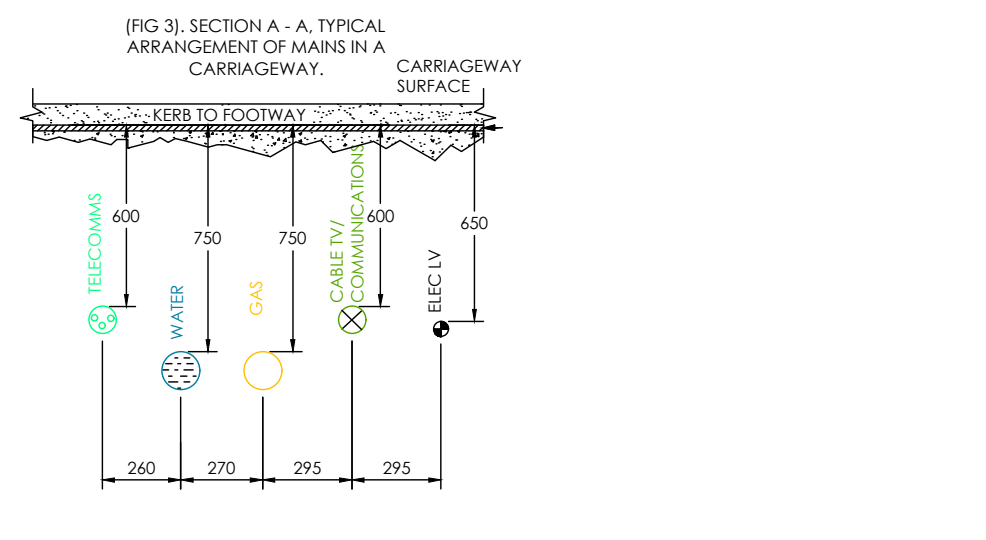 (FIG 3). SECTION A - A, TYPICAL
ARRANGEMENT OF MAINS IN A
CARRIAGEWAY.
CARRIAGEWAY
SURFACE
KERB TO FOOTWAY
TELECOMMS
600
WATER
750
GAS
750
CABLE TV/
COMMUNICATIONS
600
ELEC LV
650
260
270
295
295